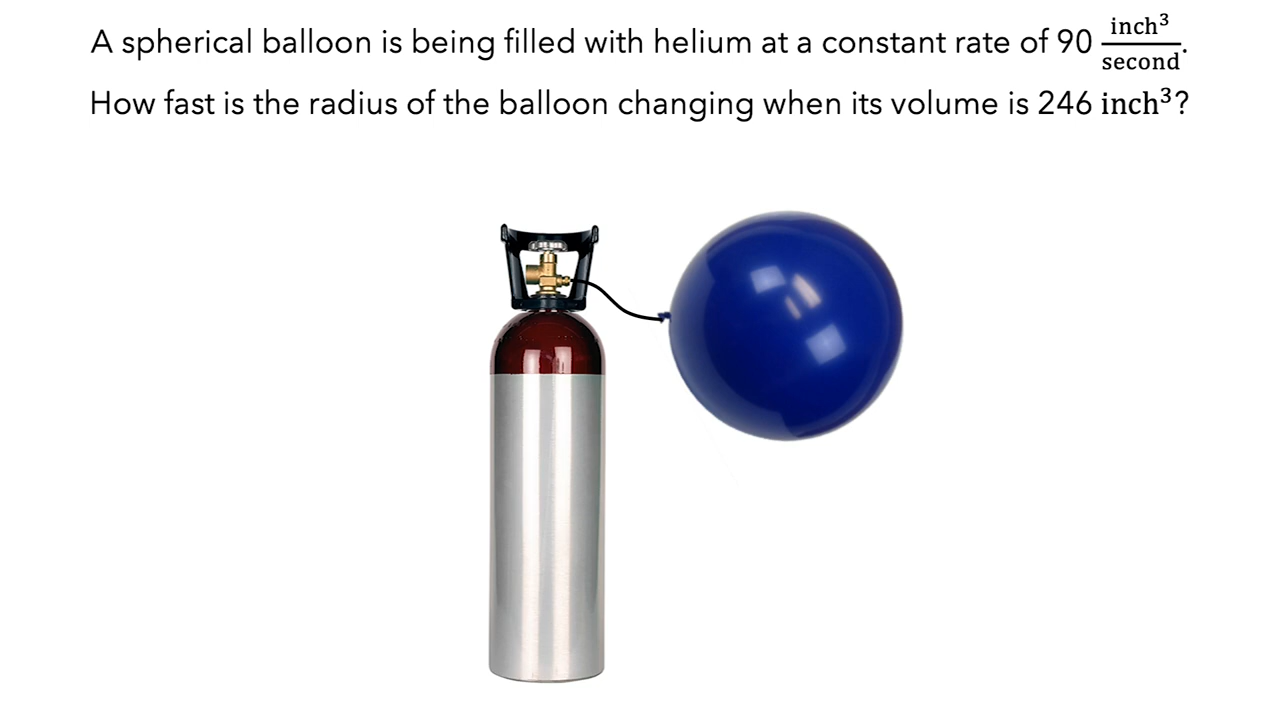 A spherical balloon is being filled with helium at a constant rate of 90 inch³/second.
How fast is the radius of the balloon changing when its volume is 246 inch³?